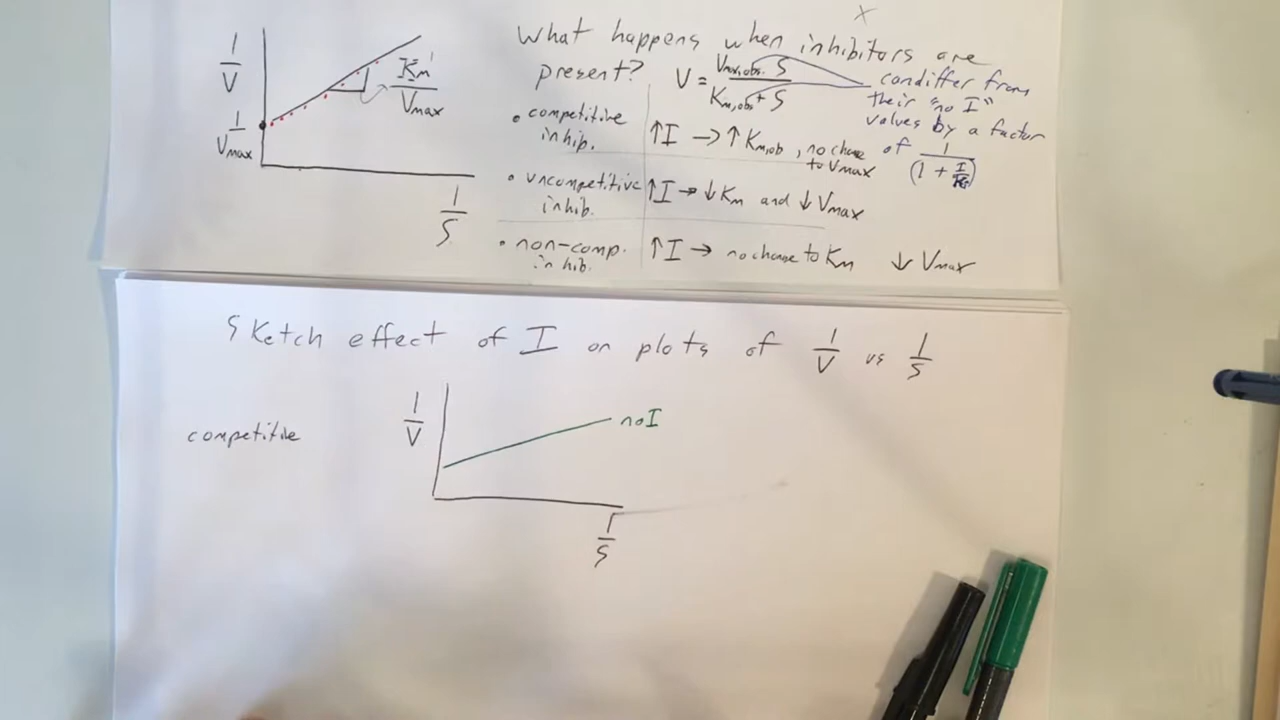 1/V
Km'/Vmax
1/Vmax
1/S
What happens when inhibitors are
present?
V = Vmax,obs. S / Km,obs + S
can differ from
their "no I"
values by a factor
of 1/(1 + I/
• competitive
inhib.
↑I → ↑ Km,ob, no chane
to Vmax
• uncompetitive
inhib.
↑I → ↓ Km and ↓ Vmax
• non-comp.
inhib.
↑I → no chane to Km ↓ Vmax
Sketch effect of I on plots of 1/V vs 1/S
competitive
1/V
no I
1/S